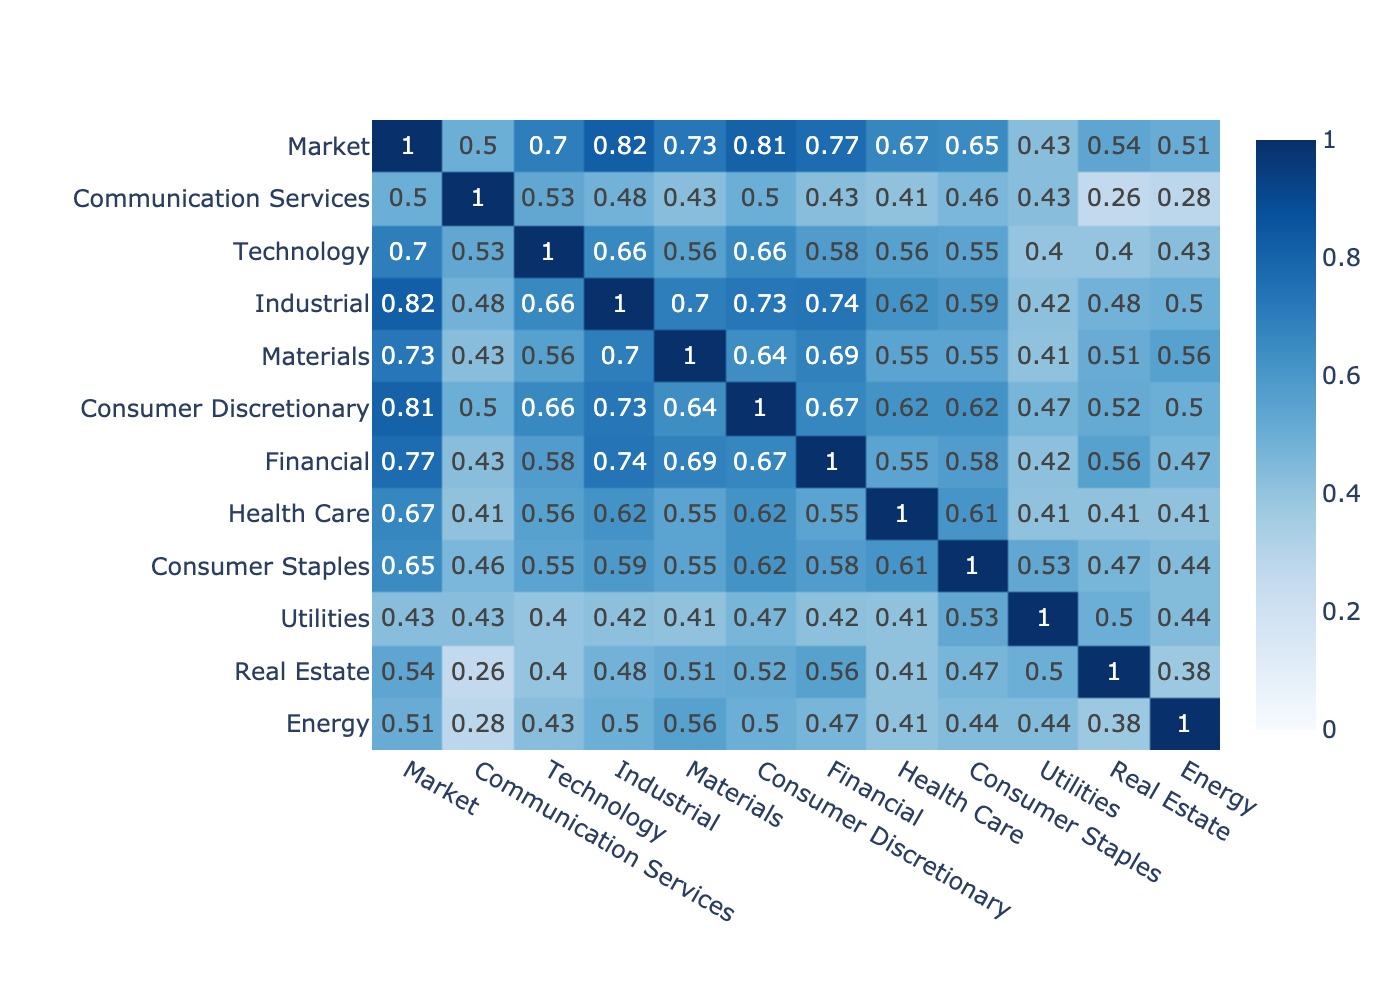 Market 1 0.5 0.7 0.82 0.73 0.81 0.77 0.67 0.65 0.43 0.54 0.51
Communication Services 0.5 1 0.53 0.48 0.43 0.5 0.43 0.41 0.46 0.43 0.26 0.28
Technology 0.7 0.53 1 0.66 0.56 0.66 0.58 0.56 0.55 0.4 0.4 0.43
Industrial 0.82 0.48 0.66 1 0.7 0.73 0.74 0.62 0.59 0.42 0.48 0.5
Materials 0.73 0.43 0.56 0.7 1 0.64 0.69 0.55 0.55 0.41 0.51 0.56
Consumer Discretionary 0.81 0.5 0.66 0.73 0.64 1 0.67 0.62 0.62 0.47 0.52 0.5
Financial 0.77 0.43 0.58 0.74 0.69 0.67 1 0.55 0.58 0.42 0.56 0.47
Health Care 0.67 0.41 0.56 0.62 0.55 0.62 0.55 1 0.61 0.41 0.41 0.41
Consumer Staples 0.65 0.46 0.55 0.59 0.55 0.62 0.58 0.61 1 0.53 0.47 0.44
Utilities 0.43 0.43 0.4 0.42 0.41 0.47 0.42 0.41 0.53 1 0.5 0.44
Real Estate 0.54 0.26 0.4 0.48 0.51 0.52 0.56 0.41 0.47 0.5 1 0.38
Energy 0.51 0.28 0.43 0.5 0.56 0.5 0.47 0.41 0.44 0.44 0.38 1
Market
Communication Services
Technology
Industrial
Materials
Consumer Discretionary
Financial
Health Care
Consumer Staples
Utilities
Real Estate
Energy
1
0.8
0.6
0.4
0.2
0